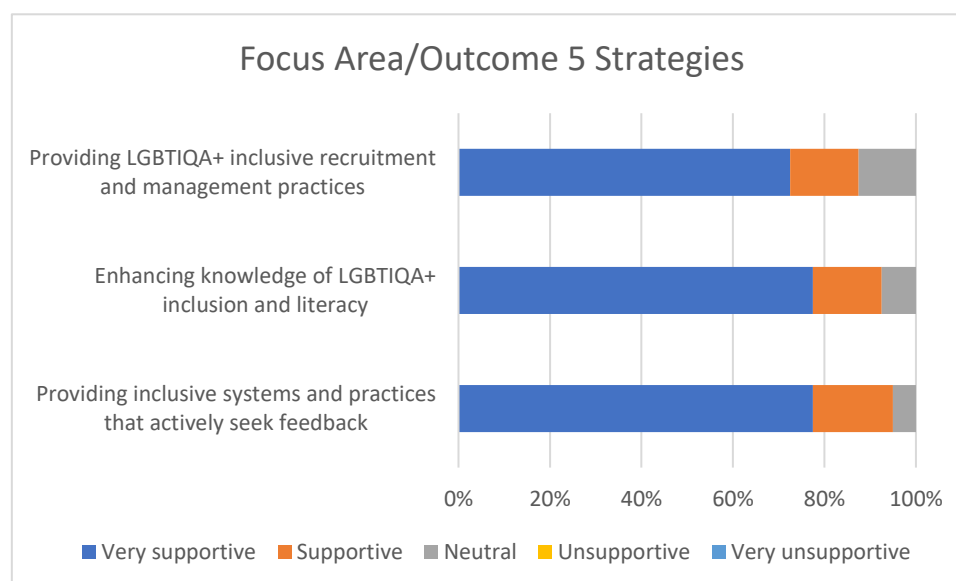 Focus Area/Outcome 5 Strategies
Providing LGBTIQA+ inclusive recruitment
and management practices
Enhancing knowledge of LGBTIQA+
inclusion and literacy
Providing inclusive systems and practices
that actively seek feedback
0% 20% 40% 60% 80% 100%
Very supportive Supportive Neutral Unsupportive Very unsupportive